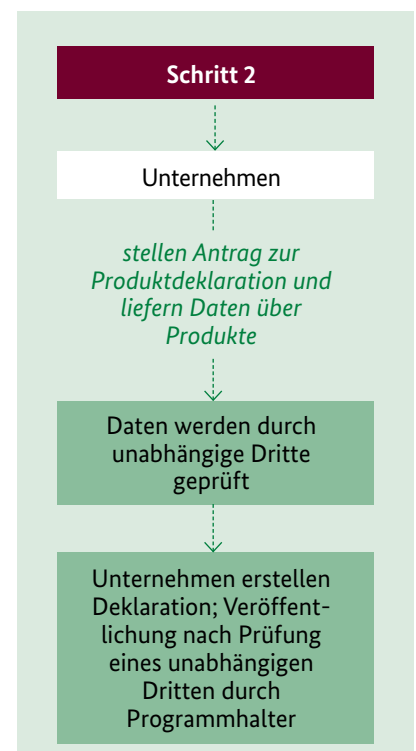 Schritt 2
Unternehmen
stellen Antrag zur
Produktdeklaration und
liefern Daten über
Produkte
Daten werden durch
unabhängige Dritte
geprüft
Unternehmen erstellen
Deklaration; Veröffent-
lichung nach Prüfung
eines unabhängigen
Dritten durch
Programmhalter